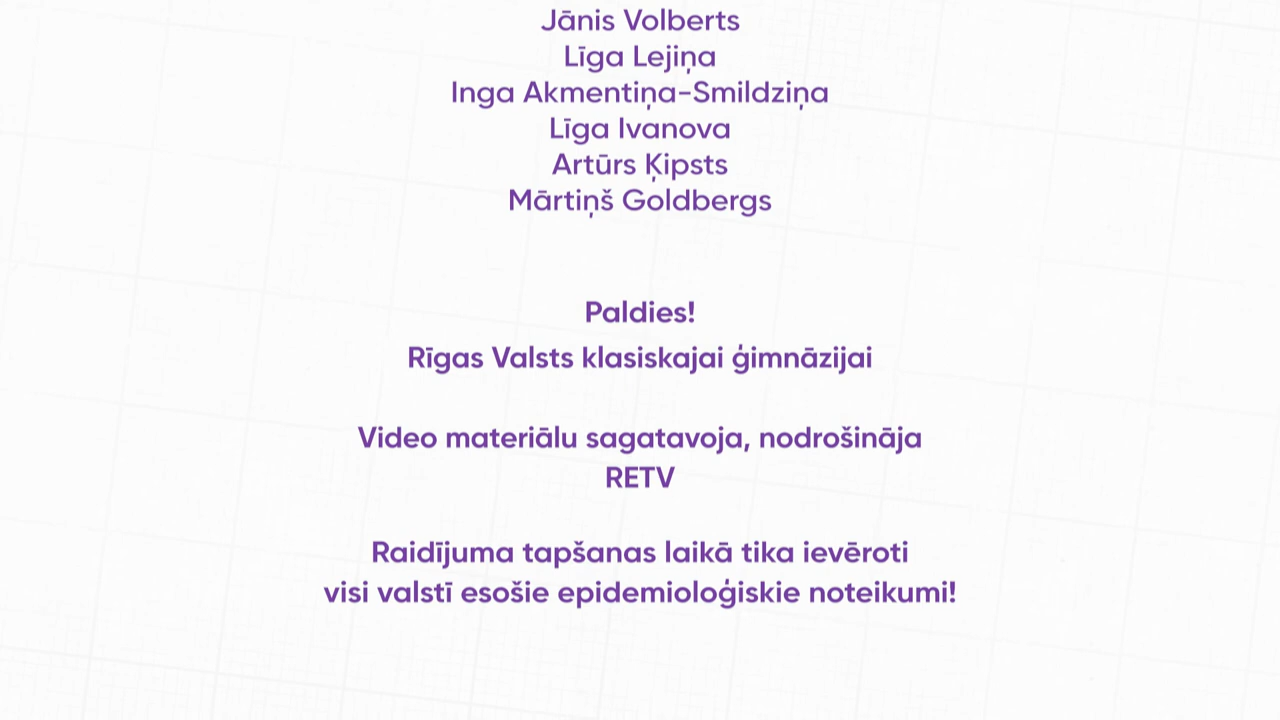 Jānis Volberts
Līga Lejiņa
Inga Akmentiņa-Smildziņa
Līga Ivanova
Artūrs Ķipsts
Mārtiņš Goldbergs
Paldies!
Rīgas Valsts klasiskajai ģimnāzijai
Video materiālu sagatavoja, nodrošināja
RETV
Raidījuma tapšanas laikā tika ievēroti
visi valstī esošie epidemioloģiskie noteikumi!